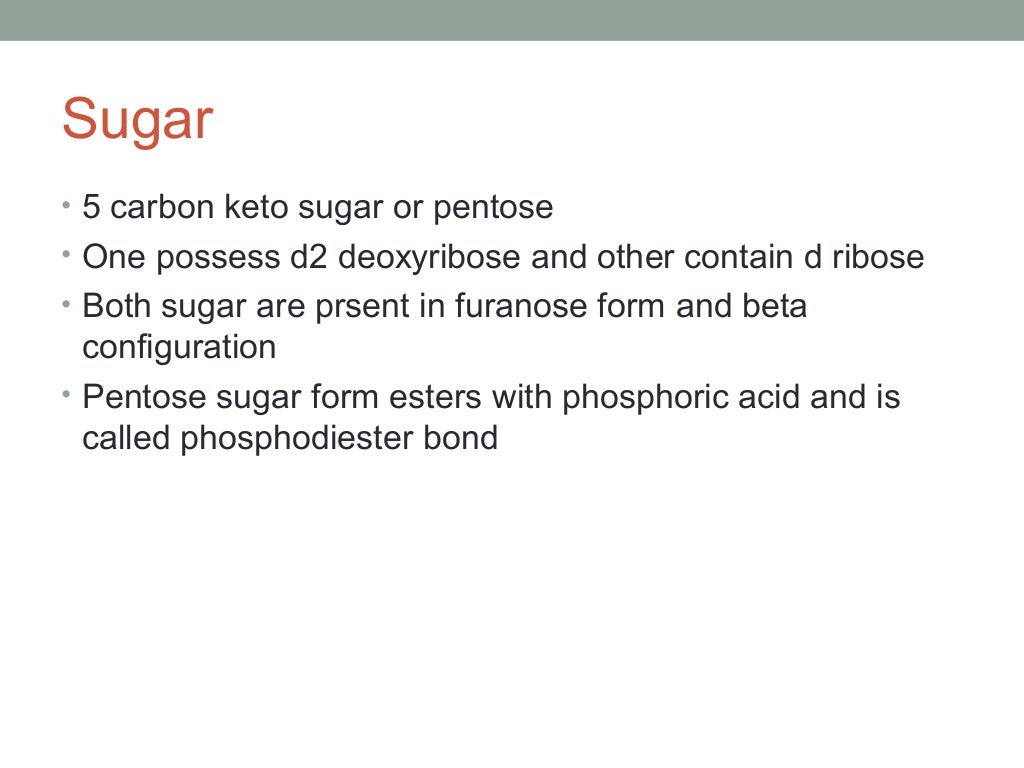 Sugar
• 5 carbon keto sugar or pentose
• One possess d2 deoxyribose and other contain d ribose
• Both sugar are prsent in furanose form and beta
configuration
• Pentose sugar form esters with phosphoric acid and is
called phosphodiester bond